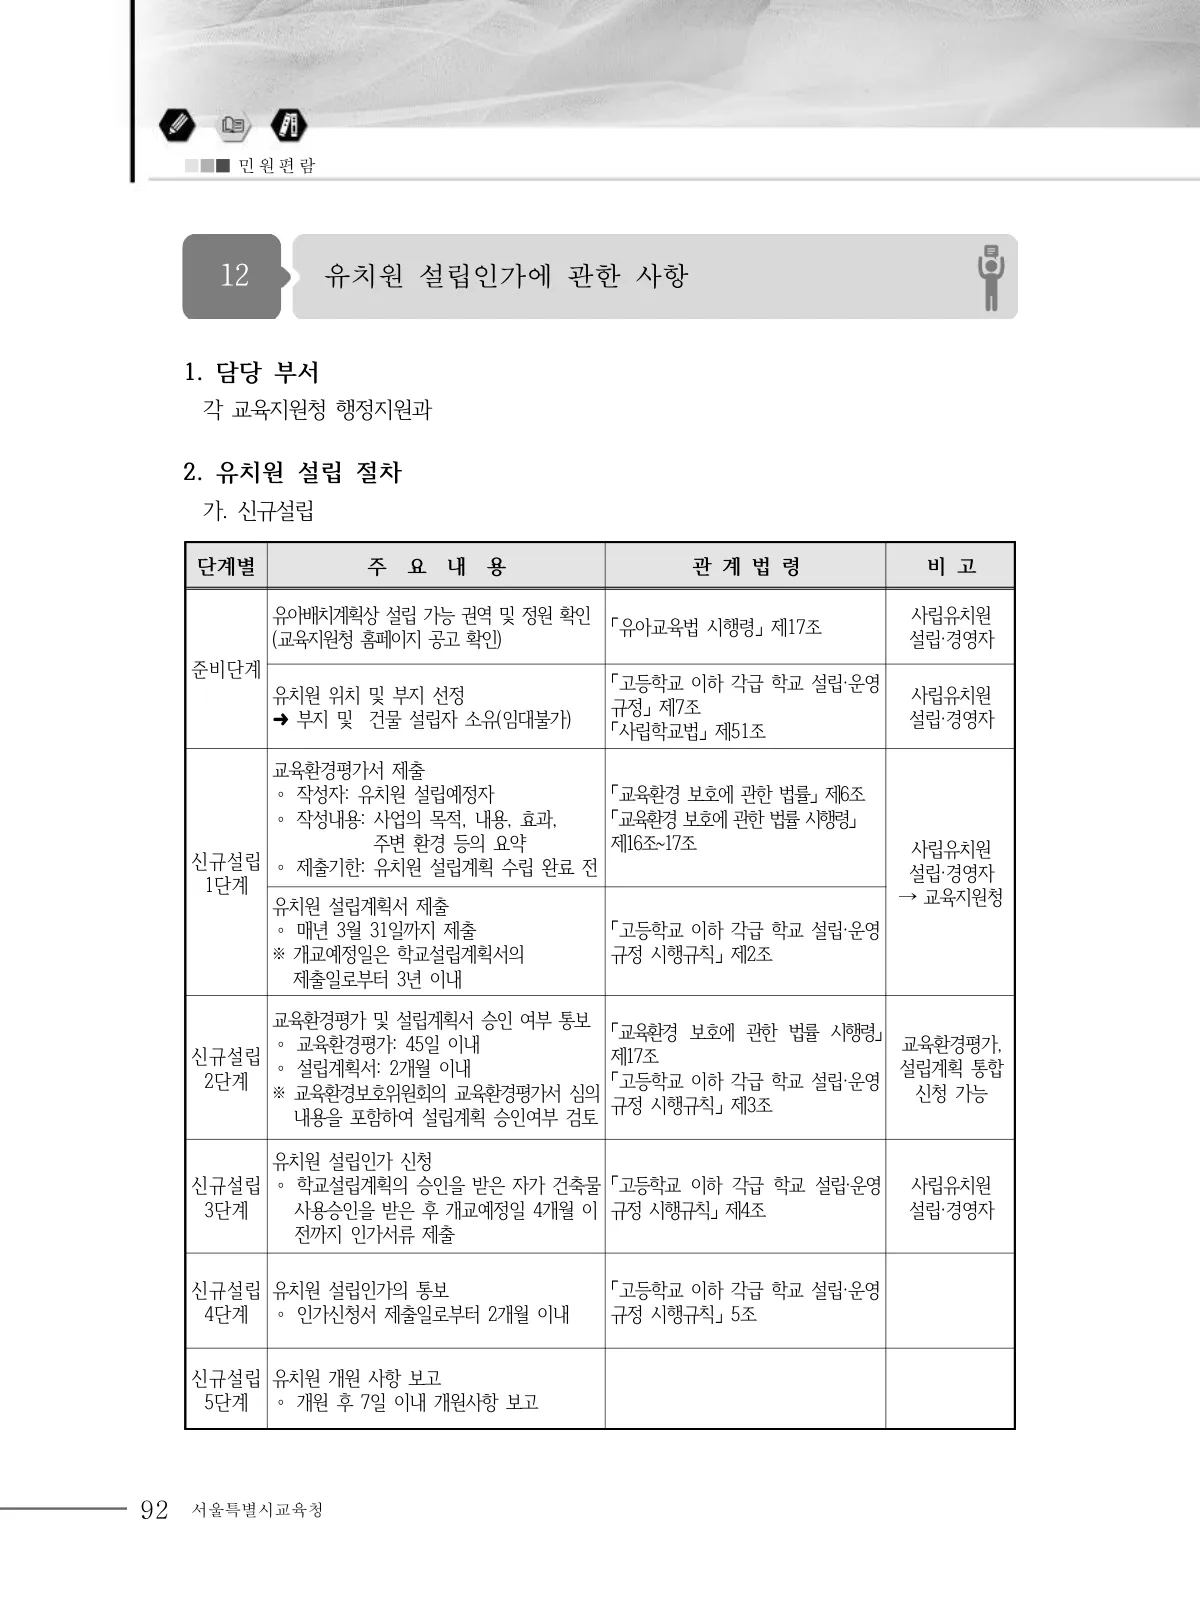 민원편람
12
유치원 설립인가에 관한 사항
1. 담당 부서
각 교육지원청 행정지원과
2. 유치원 설립 절차
가. 신규설립
단계별 주 요 내 용 관 계 법 령 비 고
준비단계
유아배치계획상 설립 가능 권역 및 정원 확인
(교육지원청 홈페이지 공고 확인)
「유아교육법 시행령」 제17조
사립유치원
설립·경영자
유치원 위치 및 부지 선정
➜ 부지 및 건물 설립자 소유(임대불가)
「고등학교 이하 각급 학교 설립·운영
규정」 제7조
「사립학교법」 제51조
사립유치원
설립·경영자
신규설립
1단계
교육환경평가서 제출
◦ 작성자: 유치원 설립예정자
◦ 작성내용: 사업의 목적, 내용, 효과,
주변 환경 등의 요약
◦ 제출기한: 유치원 설립계획 수립 완료 전
「교육환경 보호에 관한 법률」 제6조
「교육환경 보호에 관한 법률 시행령」
제16조~17조
사립유치원
설립·경영자
→ 교육지원청
유치원 설립계획서 제출
◦ 매년 3월 31일까지 제출
※ 개교예정일은 학교설립계획서의
제출일로부터 3년 이내
「고등학교 이하 각급 학교 설립·운영
규정 시행규칙」 제2조
신규설립
2단계
교육환경평가 및 설립계획서 승인 여부 통보
◦ 교육환경평가: 45일 이내
◦ 설립계획서: 2개월 이내
※ 교육환경보호위원회의 교육환경평가서 심의
내용을 포함하여 설립계획 승인여부 검토
「교육환경 보호에 관한 법률 시행령」
제17조
「고등학교 이하 각급 학교 설립·운영
규정 시행규칙」 제3조
교육환경평가,
설립계획 통합
신청 가능
신규설립
3단계
유치원 설립인가 신청
◦ 학교설립계획의 승인을 받은 자가 건축물
사용승인을 받은 후 개교예정일 4개월 이
전까지 인가서류 제출
「고등학교 이하 각급 학교 설립·운영
규정 시행규칙」 제4조
사립유치원
설립·경영자
신규설립
4단계
유치원 설립인가의 통보
◦ 인가신청서 제출일로부터 2개월 이내
「고등학교 이하 각급 학교 설립·운영
규정 시행규칙」 5조
신규설립
5단계
유치원 개원 사항 보고
◦ 개원 후 7일 이내 개원사항 보고
92 서울특별시교육청